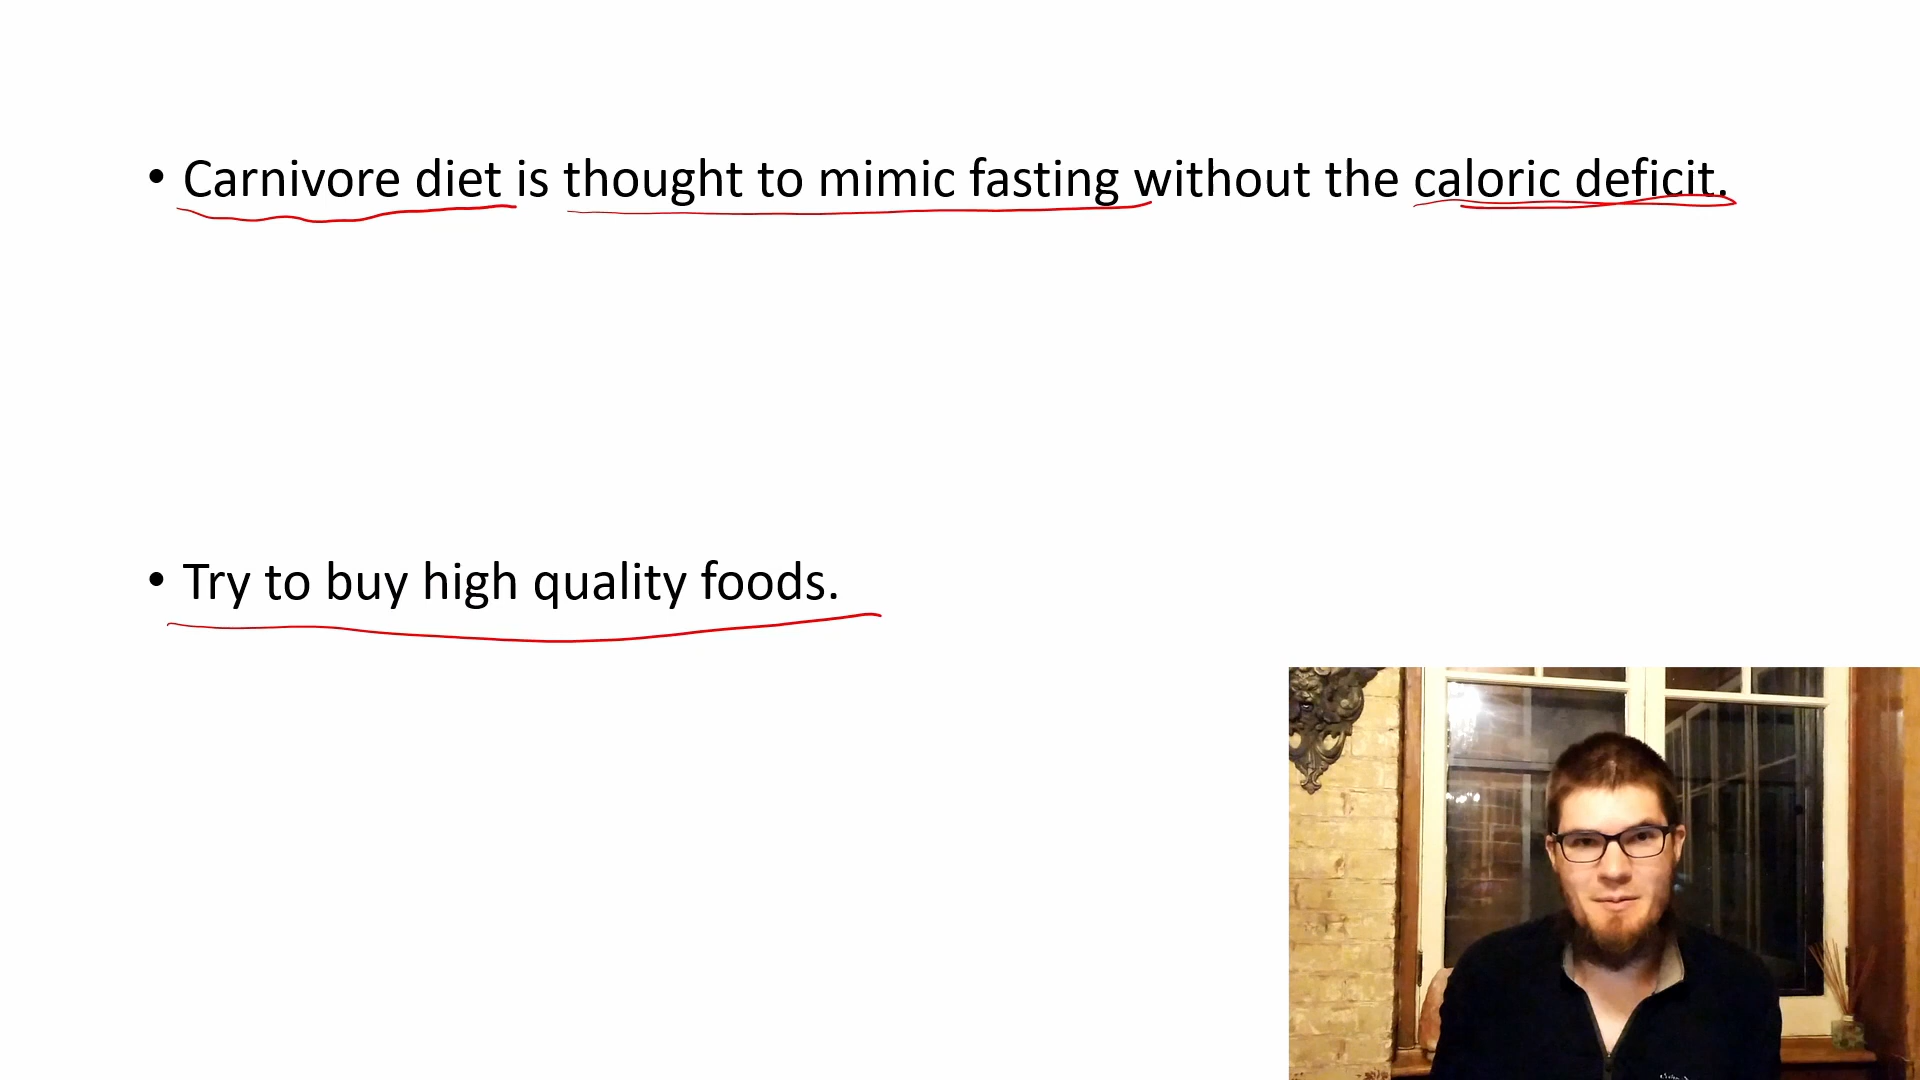 • Carnivore diet is thought to mimic fasting without the caloric deficit.
• Try to buy high quality foods.